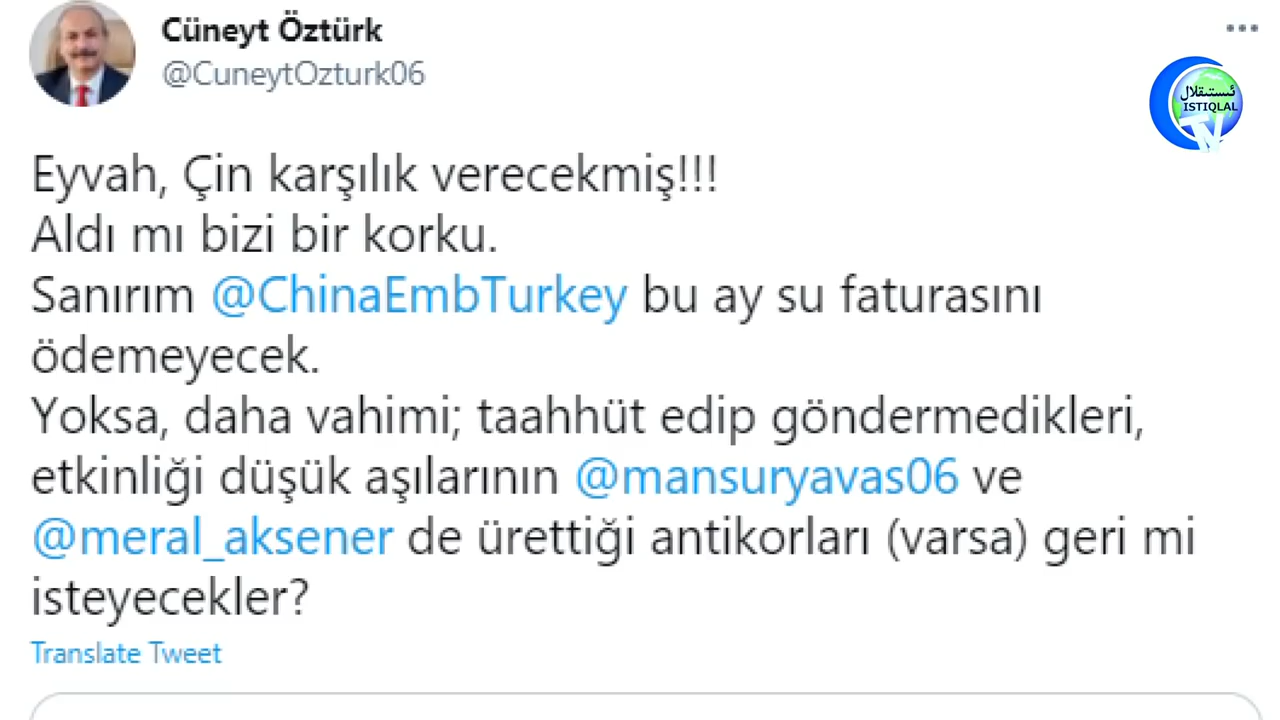 Cüneyt Öztürk
@CuneytOzturk06
ئىستىقلال
ISTIQLAL
TV
Eyvah, Çin karşılık verecekmiş!!!
Aldı mı bizi bir korku.
Sanırım @ChinaEmbTurkey bu ay su faturasını
ödemeyecek.
Yoksa, daha vahimi; taahhüt edip göndermedikleri,
etkinliği düşük aşılarının @mansuryavas06 ve
@meral_aksener de ürettiği antikorları (varsa) geri mi
isteyecekler?
Translate Tweet